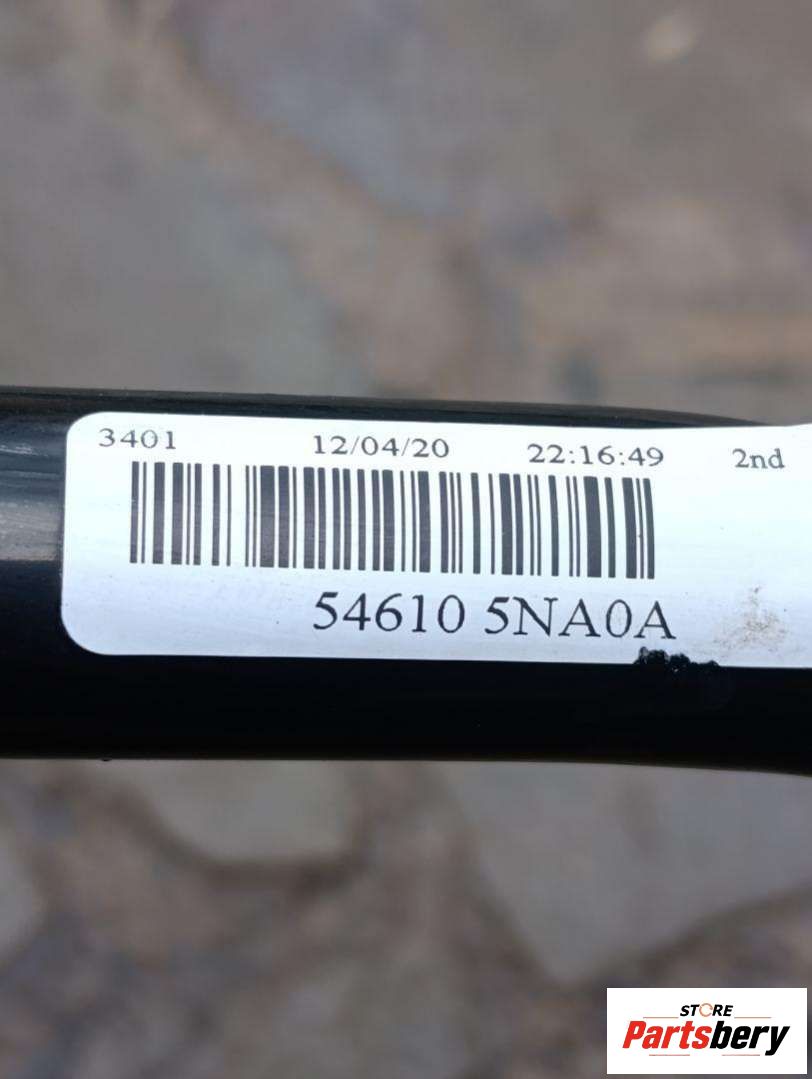 3401 12/04/20 22:16:49 2nd
54610 5NA0A
STORE
Partsbery